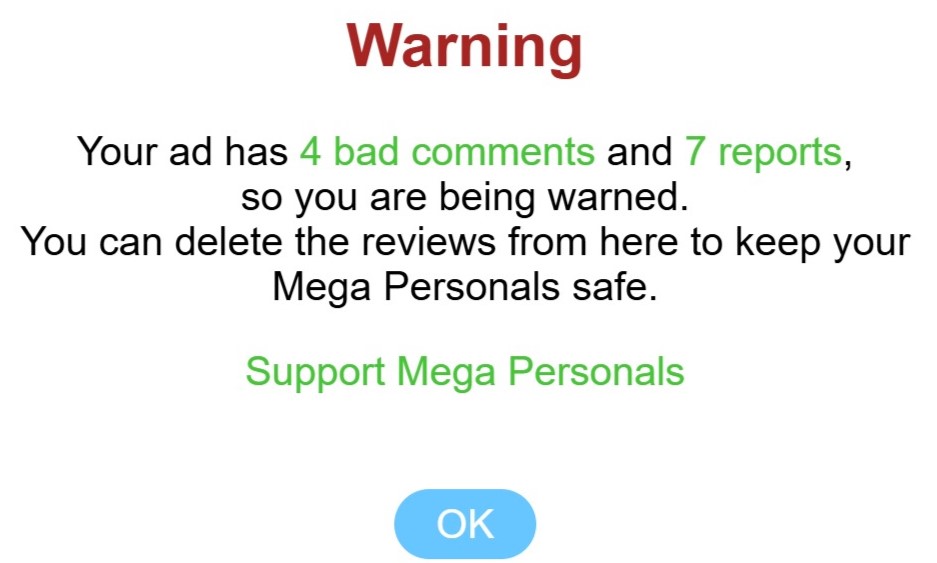 Warning
Your ad has 4 bad comments and 7 reports,
so you are being warned.
You can delete the reviews from here to keep your
Mega Personals safe.
Support Mega Personals
OK